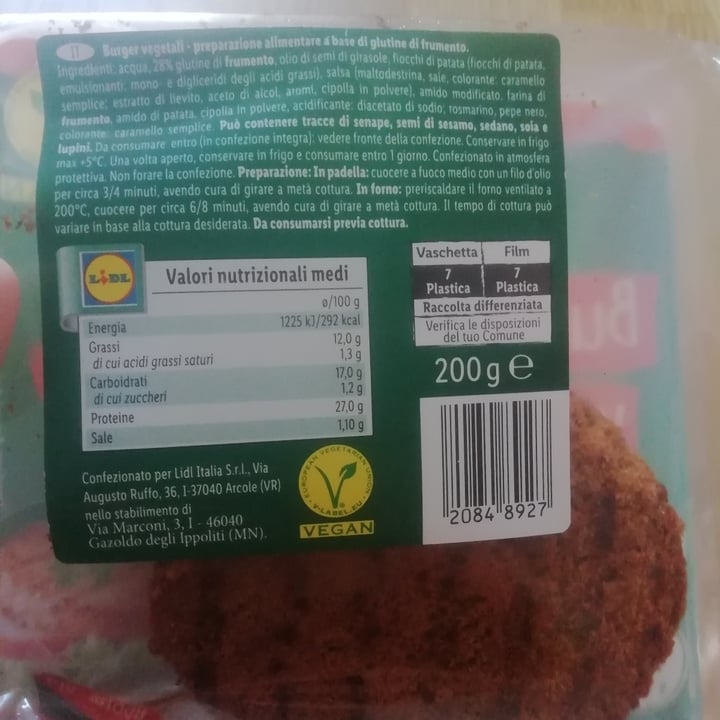 IT Burger vegetali - preparazione alimentare a base di glutine di frumento.
Ingredienti: acqua, 28% glutine di frumento, olio di semi di girasole, fiocchi di patata (fiocchi di patata,
emulsionanti: mono- e digliceridi degli acidi grassi), salsa (maltodestrina, sale, colorante: caramello
semplice; estratto di lievito, aceto di alcol, aromi, cipolla in polvere), amido modificato, farina di
frumento, amido di patata, cipolla in polvere, acidificante: diacetato di sodio; rosmarino, pepe nero,
colorante: caramello semplice. Può contenere tracce di senape, semi di sesamo, sedano, soia e
lupini. Da consumare entro (in confezione integra): vedere fronte della confezione. Conservare in frigo
max +5°C. Una volta aperto, conservare in frigo e consumare entro 1 giorno. Confezionato in atmosfera
protettiva. Non forare la confezione. Preparazione: In padella: cuocere a fuoco medio con un filo d'olio
per circa 3/4 minuti, avendo cura di girare a metà cottura. In forno: preriscaldare il forno ventilato a
200°C, cuocere per circa 6/8 minuti, avendo cura di girare a metà cottura. Il tempo di cottura può
variare in base alla cottura desiderata. Da consumarsi previa cottura.
LIDL
Valori nutrizionali medi
ø/100 g
Energia 1225 kJ/292 kcal
Grassi 12,0 g
di cui acidi grassi saturi 1,3 g
Carboidrati 17,0 g
di cui zuccheri 1,2 g
Proteine 27,0 g
Sale 1,10 g
Vaschetta Film
7 7
Plastica Plastica
Raccolta differenziata
Verifica le disposizioni
del tuo Comune
200 g e
Confezionato per Lidl Italia S.r.l., Via
Augusto Ruffo, 36, I-37040 Arcole (VR)
nello stabilimento di
Via Marconi, 3, I - 46040
Gazoldo degli Ippoliti (MN).
EUROPEAN VEGETARIAN UNION
V-LABEL.EU
VEGAN
2084 8927
Bu